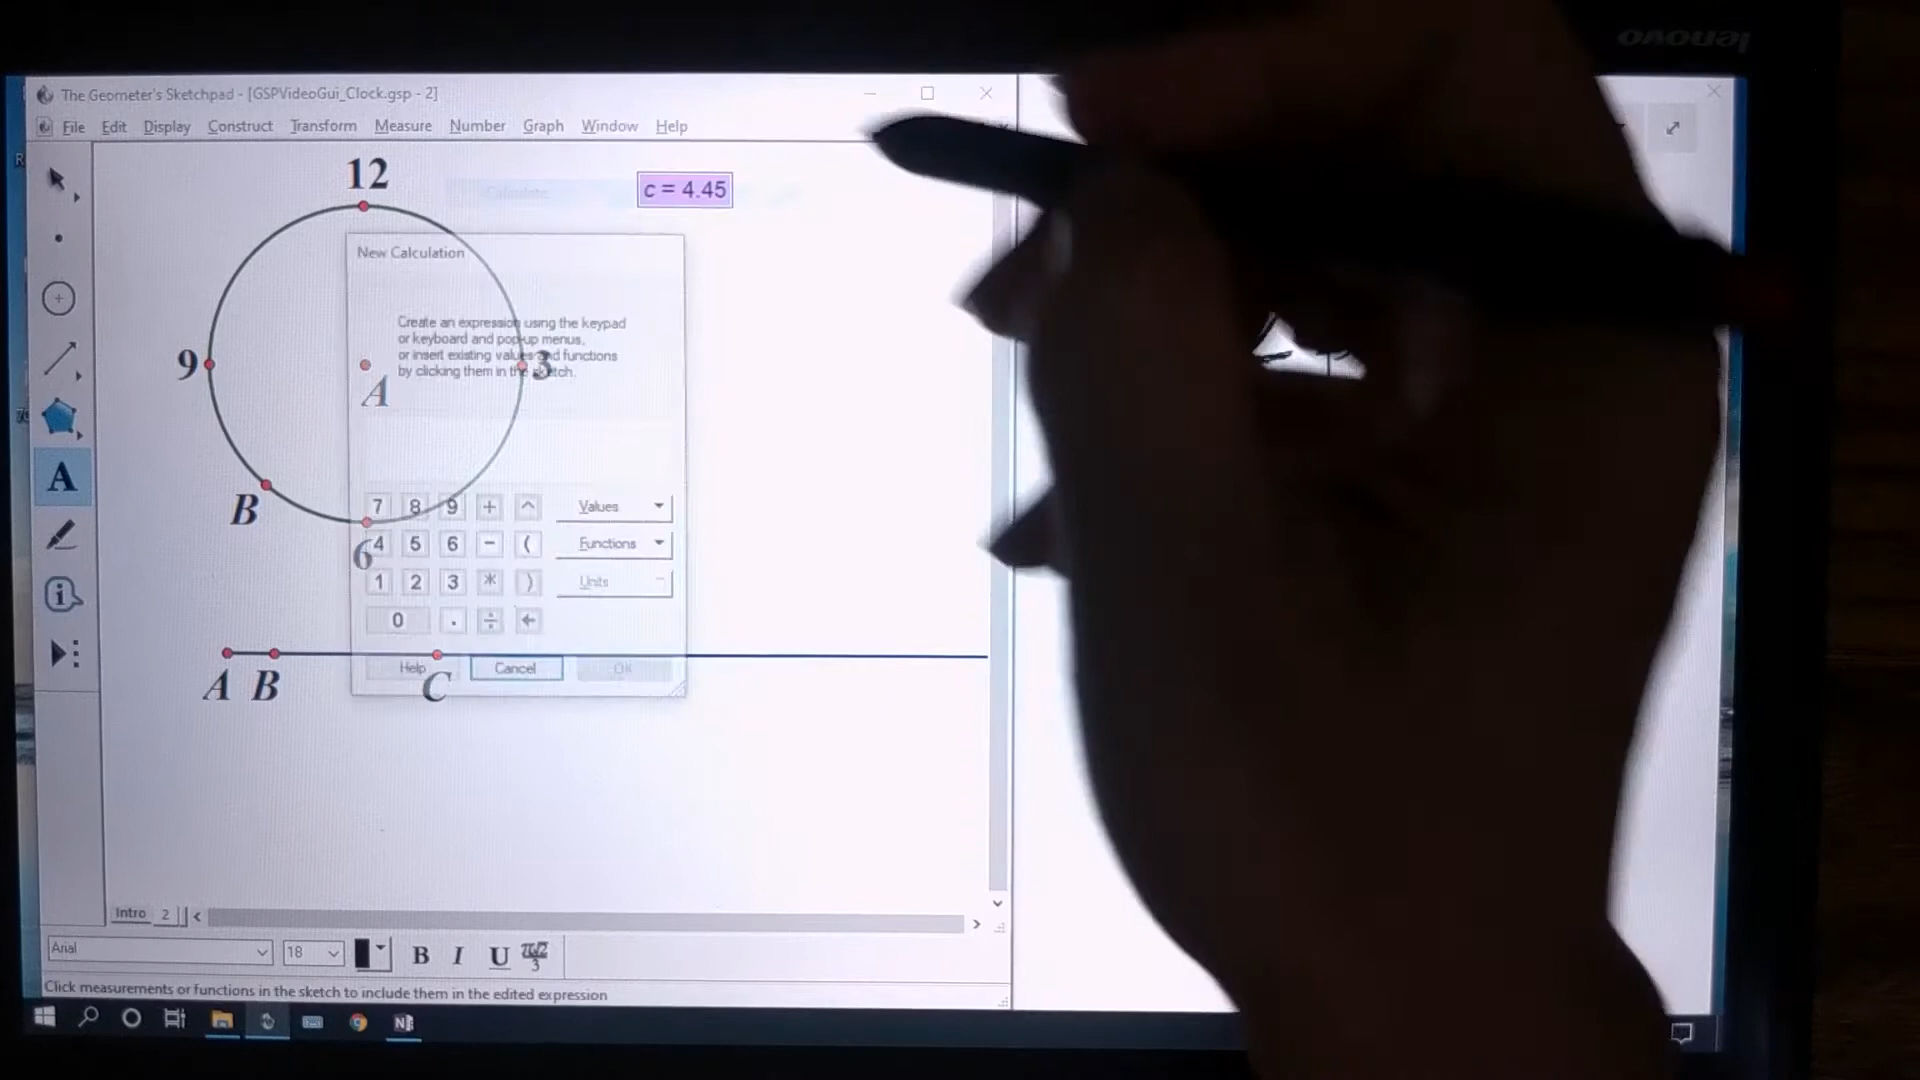 lenovo
The Geometer's Sketchpad - [GSPVideoGui_Clock.gsp - 2]
File Edit Display Construct Transform Measure Number Graph Window Help
12
Calculate
c = 4.45
New Calculation
Create an expression using the keypad
or keyboard and pop-up menus,
or insert existing values and functions
by clicking them in the sketch.
9
3
A
A
B
7 8 9 + ^ Values
6
4 5 6 - ( Functions
1 2 3 * ) Units
0 . ÷ ←
Help Cancel OK
A B C
Intro 2
Arial 18 B I U
Click measurements or functions in the sketch to include them in the edited expression